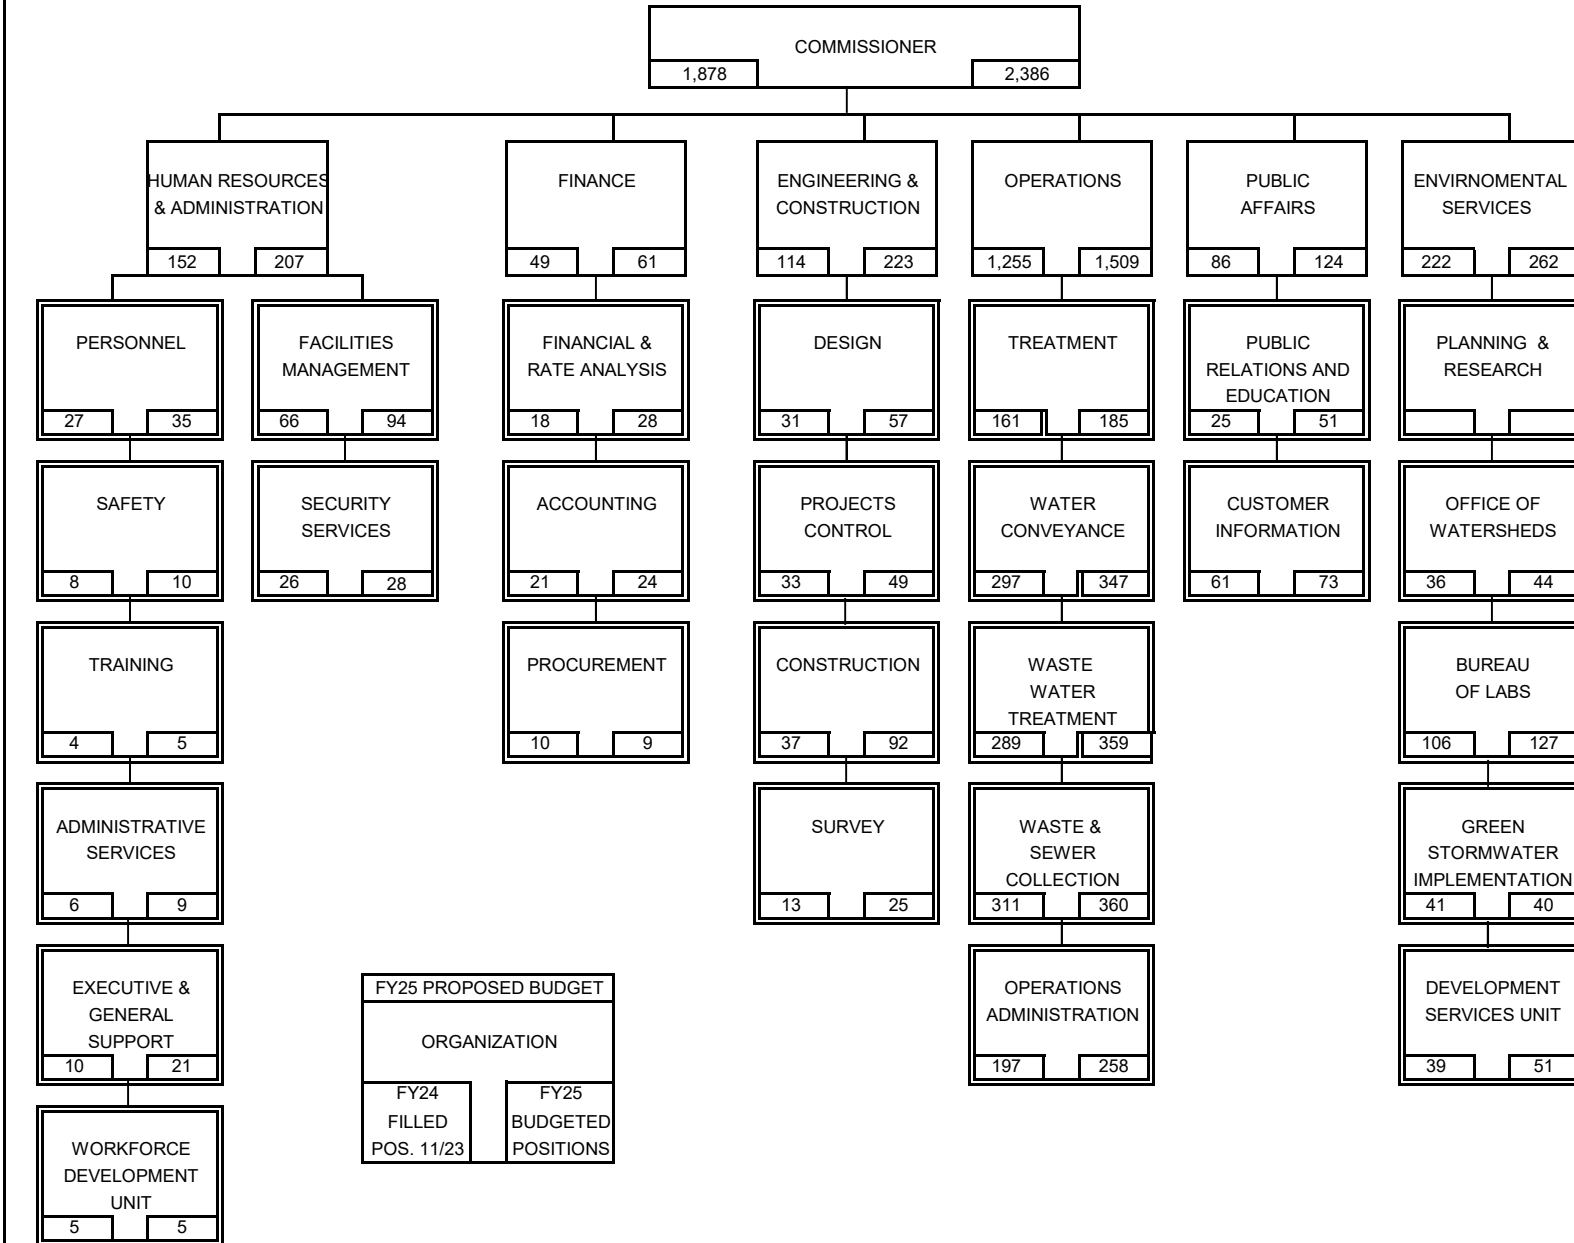 COMMISSIONER
1,878 2,386
HUMAN RESOURCES
& ADMINISTRATION
152 207
FINANCE
49 61
ENGINEERING &
CONSTRUCTION
114 223
OPERATIONS
1,255 1,509
PUBLIC
AFFAIRS
86 124
ENVIRNOMENTAL
SERVICES
222 262
PERSONNEL
27 35
FACILITIES
MANAGEMENT
66 94
FINANCIAL &
RATE ANALYSIS
18 28
DESIGN
31 57
TREATMENT
161 185
PUBLIC
RELATIONS AND
EDUCATION
25 51
PLANNING &
RESEARCH
SAFETY
8 10
SECURITY
SERVICES
26 28
ACCOUNTING
21 24
PROJECTS
CONTROL
33 49
WATER
CONVEYANCE
297 347
CUSTOMER
INFORMATION
61 73
OFFICE OF
WATERSHEDS
36 44
TRAINING
4 5
PROCUREMENT
10 9
CONSTRUCTION
37 92
WASTE
WATER
TREATMENT
289 359
BUREAU
OF LABS
106 127
ADMINISTRATIVE
SERVICES
6 9
SURVEY
13 25
WASTE &
SEWER
COLLECTION
311 360
GREEN
STORMWATER
IMPLEMENTATION
41 40
EXECUTIVE &
GENERAL
SUPPORT
10 21
OPERATIONS
ADMINISTRATION
197 258
DEVELOPMENT
SERVICES UNIT
39 51
WORKFORCE
DEVELOPMENT
UNIT
5 5
FY25 PROPOSED BUDGET
ORGANIZATION
FY24 FY25
FILLED BUDGETED
POS. 11/23 POSITIONS